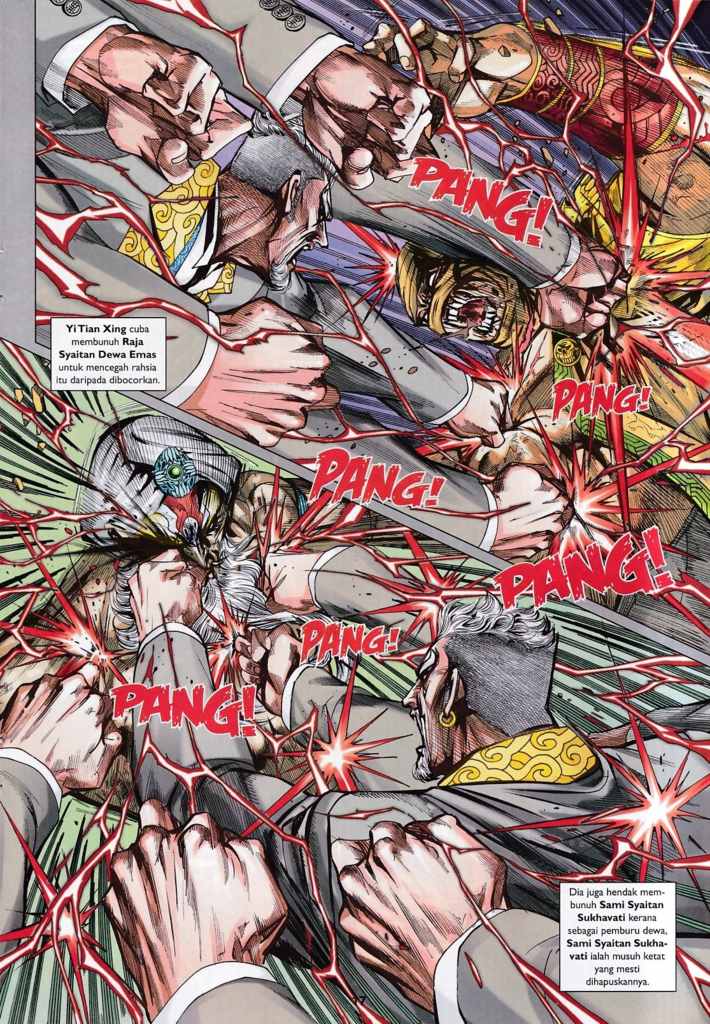 PANG!
Yi Tian Xing cuba
membunuh Raja
Syaitan Dewa Emas
untuk mencegah rahsia
itu daripada dibocorkan.
PANG!
PANG!
PANG!
PANG!
PANG!
Dia juga hendak mem-
bunuh Sami Syaitan
Sukhavati kerana
sebagai pemburu dewa,
Sami Syaitan Sukha-
vati ialah musuh ketat
yang mesti
dihapuskannya.
17